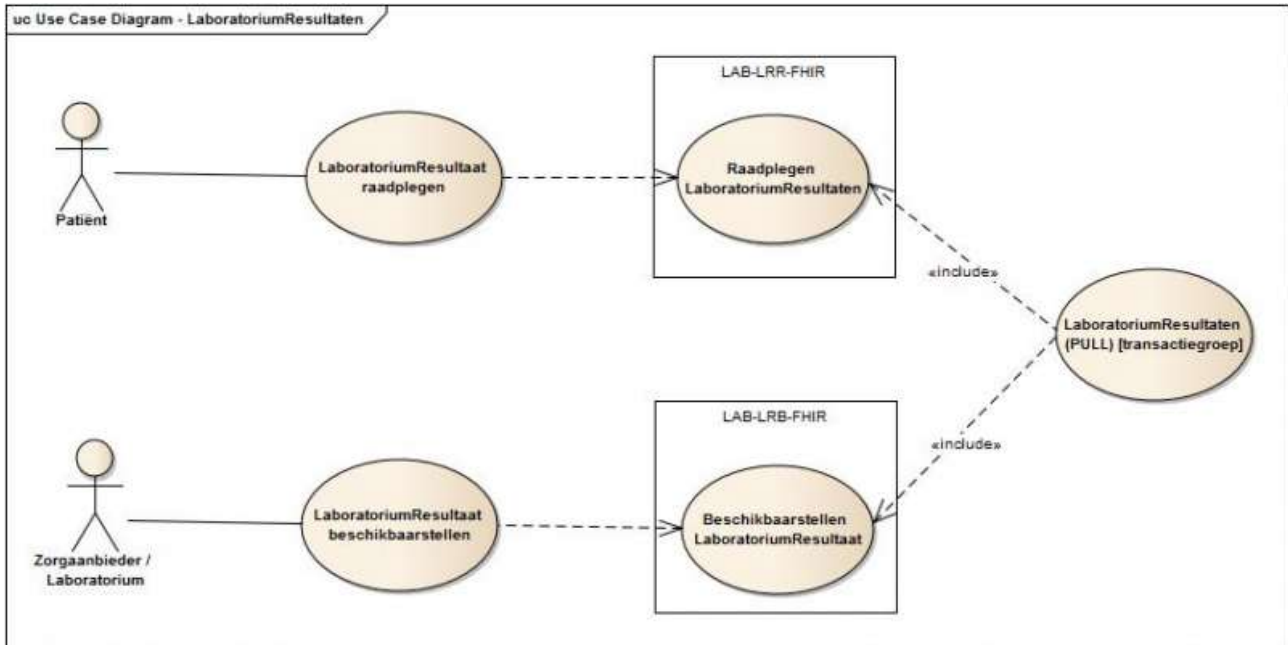 uc Use Case Diagram - LaboratoriumResultaten
LAB-LRR-FHIR
Patiënt
LaboratoriumResultaat
raadplegen
Raadplegen
LaboratoriumResultaten
«include»
LaboratoriumResultaten
(PULL) [transactiegroep]
LAB-LRB-FHIR
«include»
Zorgaanbieder /
Laboratorium
LaboratoriumResultaat
beschikbaarstellen
Beschikbaarstellen
LaboratoriumResultaat